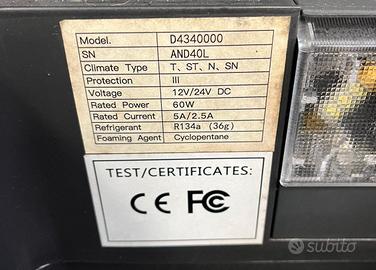 Model. D4340000
SN AND40L
Climate Type T, ST, N, SN
Protection III
Voltage 12V/24V DC
Rated Power 60W
Rated Current 5A/2.5A
Refrigerant R134a (36g)
Foaming Agent Cyclopentane
TEST/CERTIFICATES:
CE FC
subito